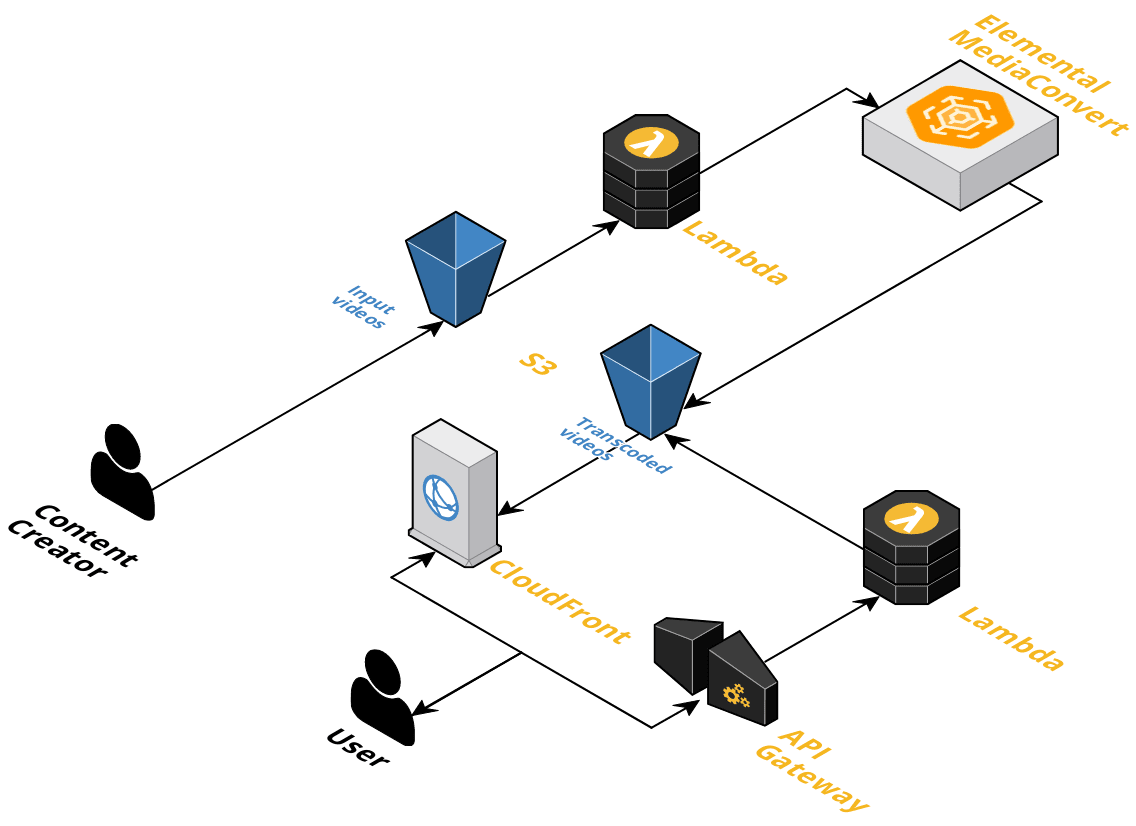 Elemental
MediaConvert
Lambda
Input
videos
S3
Transcoded
videos
Content
Creator
CloudFront
Lambda
User
API
Gateway